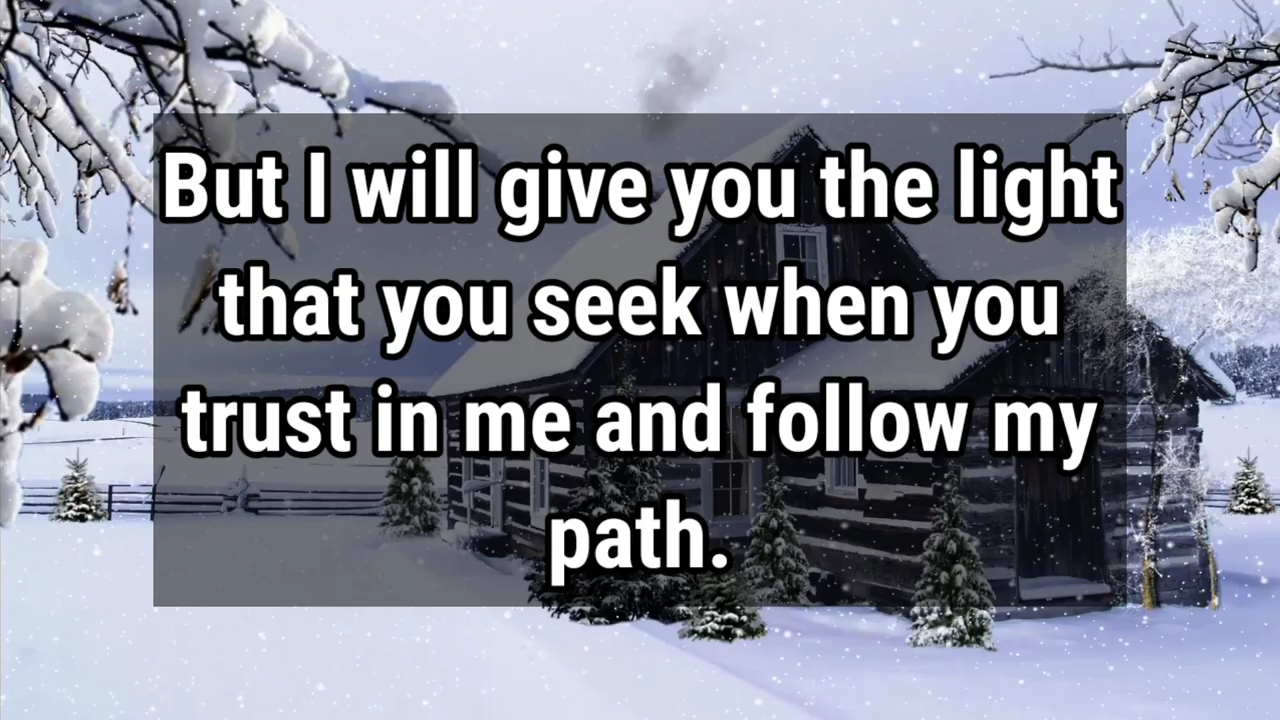 But I will give you the light
that you seek when you
trust in me and follow my
path.